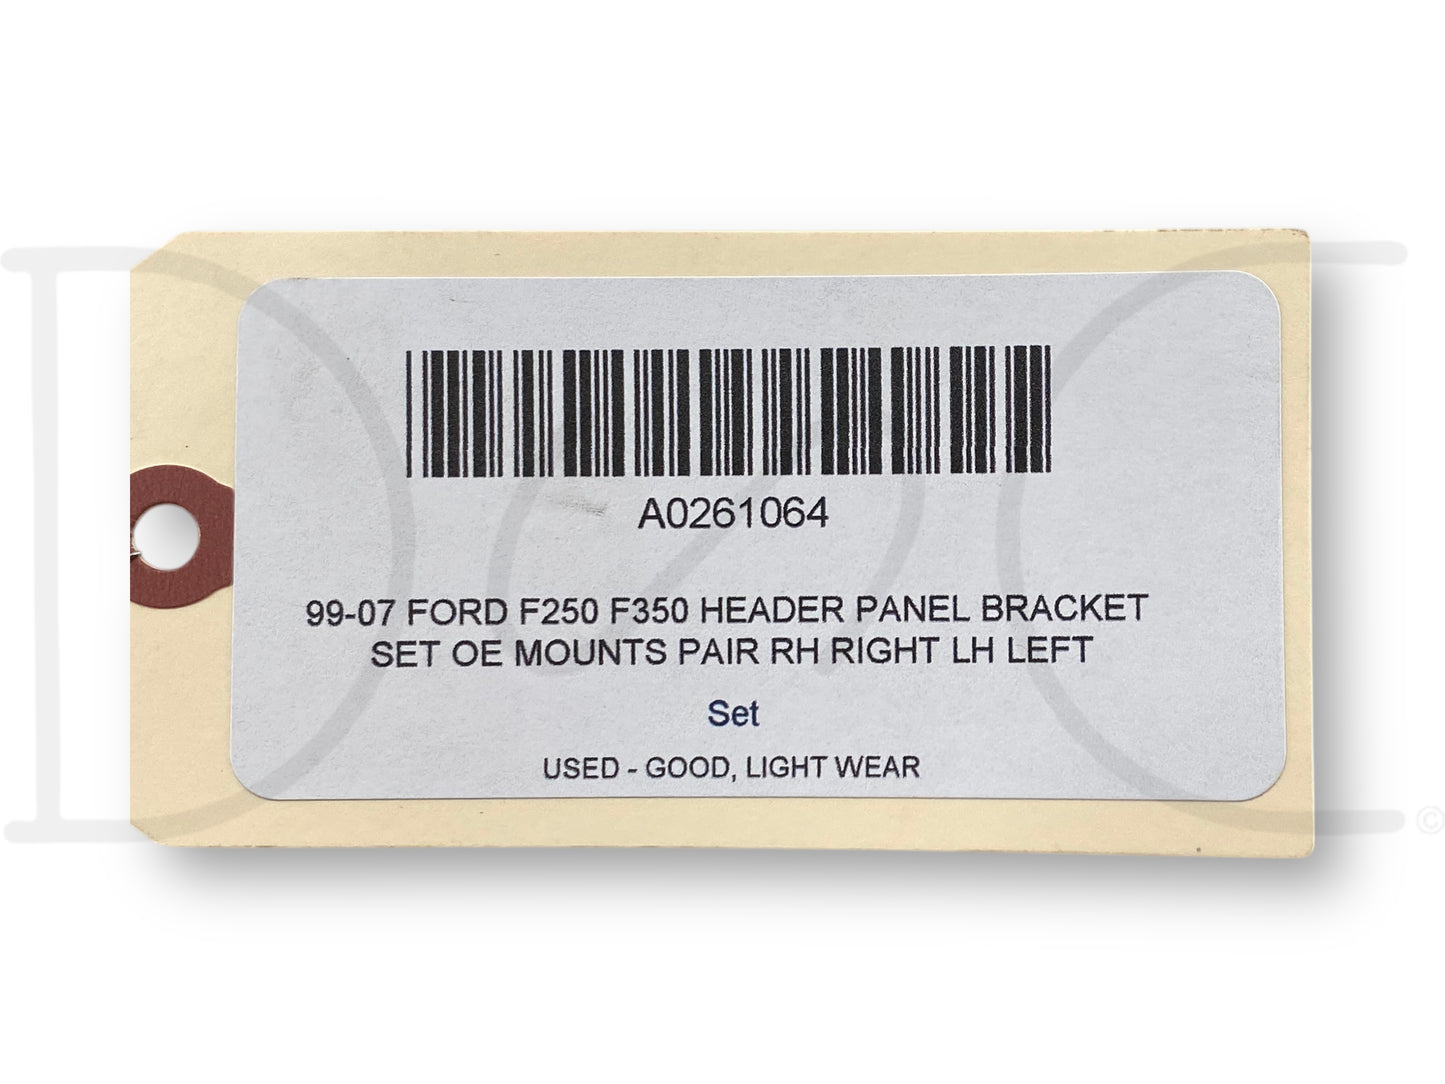 A0261064
99-07 FORD F250 F350 HEADER PANEL BRACKET
SET OE MOUNTS PAIR RH RIGHT LH LEFT
Set
USED - GOOD, LIGHT WEAR
©